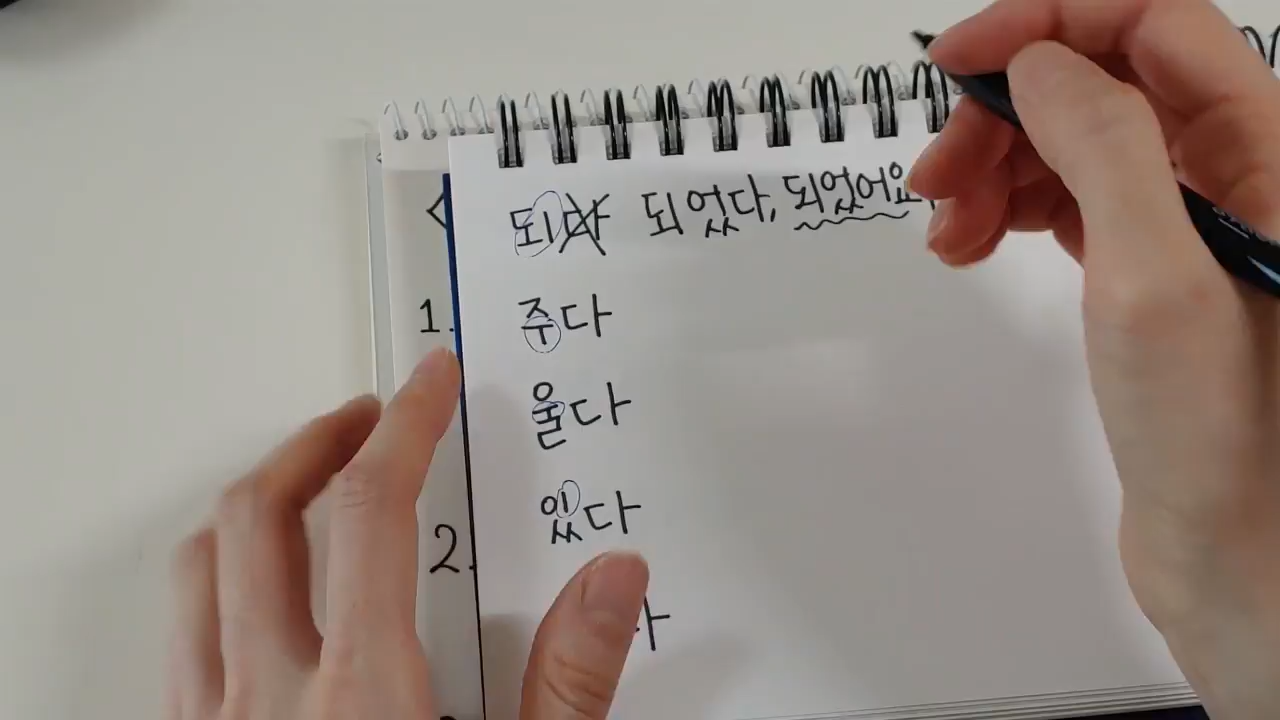 되다 되었다, 되었어요
1. 주다
울다
2. 있다